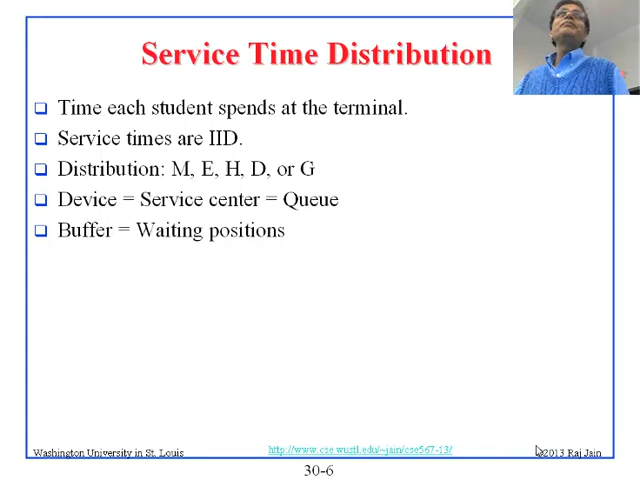 Service Time Distribution
Time each student spends at the terminal.
Service times are IID.
Distribution: M, E, H, D, or G
Device = Service center = Queue
Buffer = Waiting positions
Washington University in St. Louis
http://www.cse.wustl.edu/~jain/cse567-13/
©2013 Raj Jain
30-6